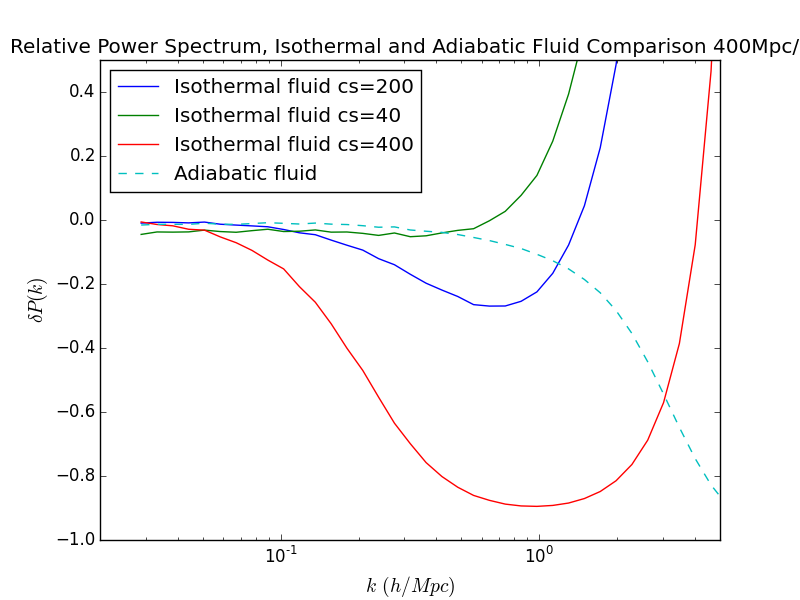 Relative Power Spectrum, Isothermal and Adiabatic Fluid Comparison 400Mpc/
Isothermal fluid cs=200
Isothermal fluid cs=40
Isothermal fluid cs=400
Adiabatic fluid
0.4
0.2
0.0
−0.2
−0.4
−0.6
−0.8
−1.0
δP(k)
10⁻¹
10⁰
k (h/Mpc)